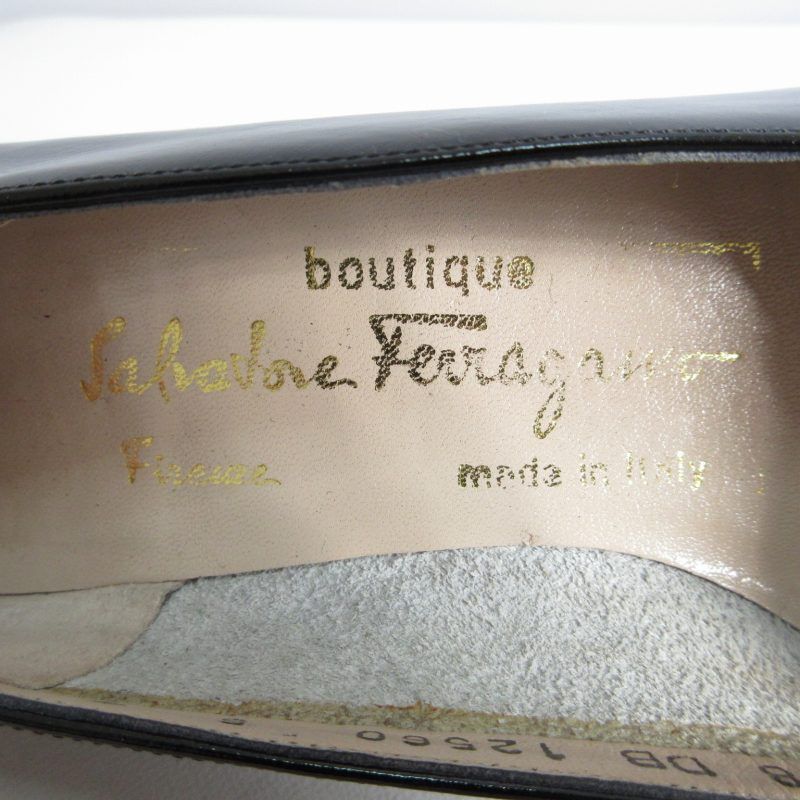 boutique
Salvatore Ferragamo
Firenze made in Italy
DB 12560